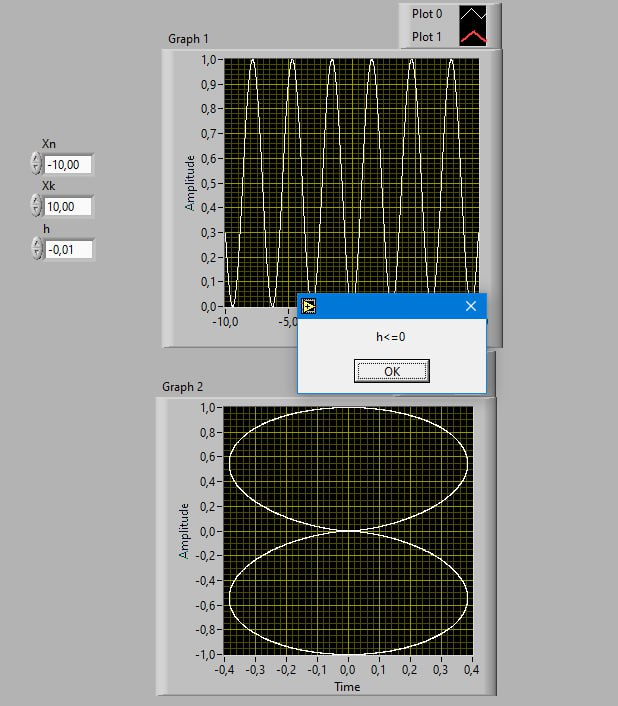 Plot 0
Graph 1
Plot 1
1,0
0,9
0,8
0,7
0,6
0,5
0,4
0,3
0,2
0,1
0,0
Amplitude
-10,0
-5,0
Xn
-10,00
Xk
10,00
h
-0,01
h<=0
OK
Graph 2
1,0
0,8
0,6
0,4
0,2
0,0
-0,2
-0,4
-0,6
-0,8
-1,0
Amplitude
-0,4 -0,3 -0,2 -0,1 0,0 0,1 0,2 0,3 0,4
Time